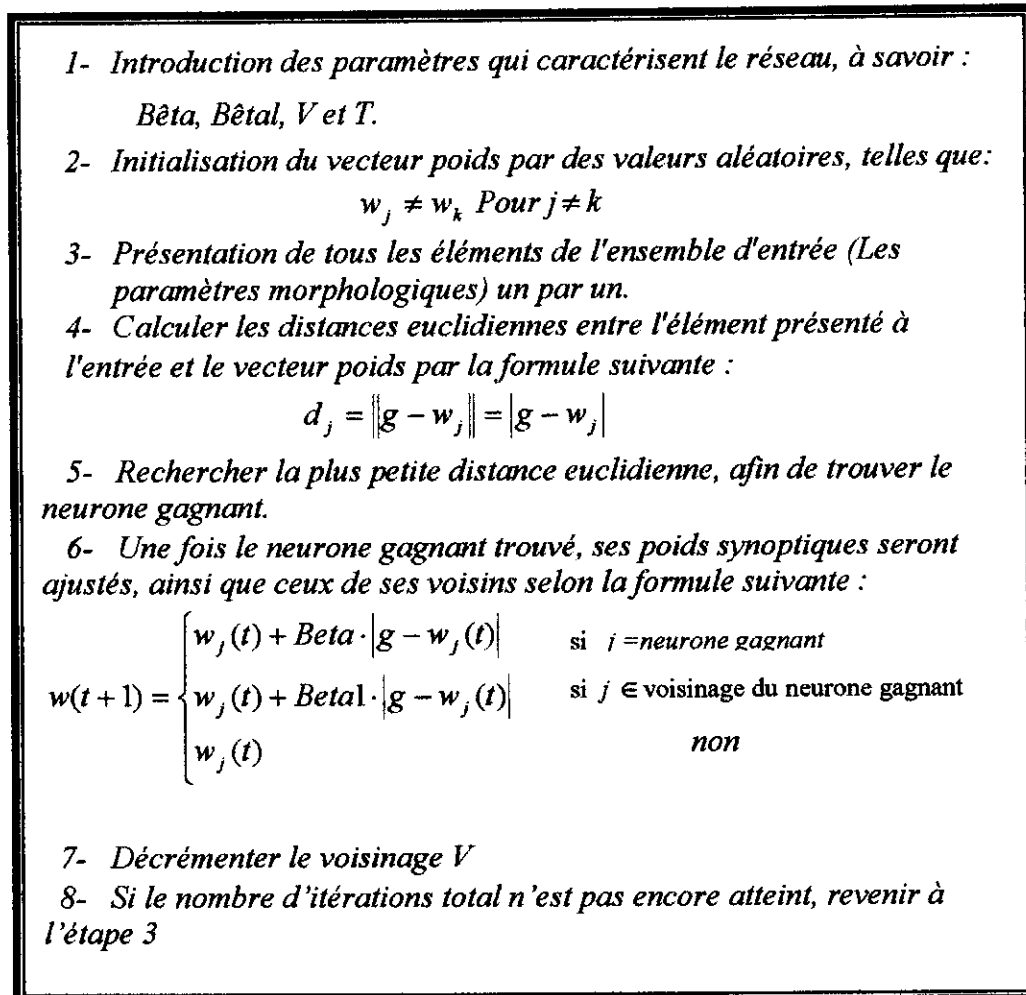 1- Introduction des paramètres qui caractérisent le réseau, à savoir :
Bêta, Bêtal, V et T.
2- Initialisation du vecteur poids par des valeurs aléatoires, telles que:
w_j ≠ w_k Pour j ≠ k
3- Présentation de tous les éléments de l'ensemble d'entrée (Les
paramètres morphologiques) un par un.
4- Calculer les distances euclidiennes entre l'élément présenté à
l'entrée et le vecteur poids par la formule suivante :
d_j = ‖g − w_j‖ = |g − w_j|
5- Rechercher la plus petite distance euclidienne, afin de trouver le
neurone gagnant.
6- Une fois le neurone gagnant trouvé, ses poids synoptiques seront
ajustés, ainsi que ceux de ses voisins selon la formule suivante :
w_j(t) + Beta · |g − w_j(t)| si j =neurone gagnant
w(t + 1) = { w_j(t) + Beta1 · |g − w_j(t)| si j ∈ voisinage du neurone gagnant
w_j(t) non
7- Décrémenter le voisinage V
8- Si le nombre d'itérations total n'est pas encore atteint, revenir à
l'étape 3